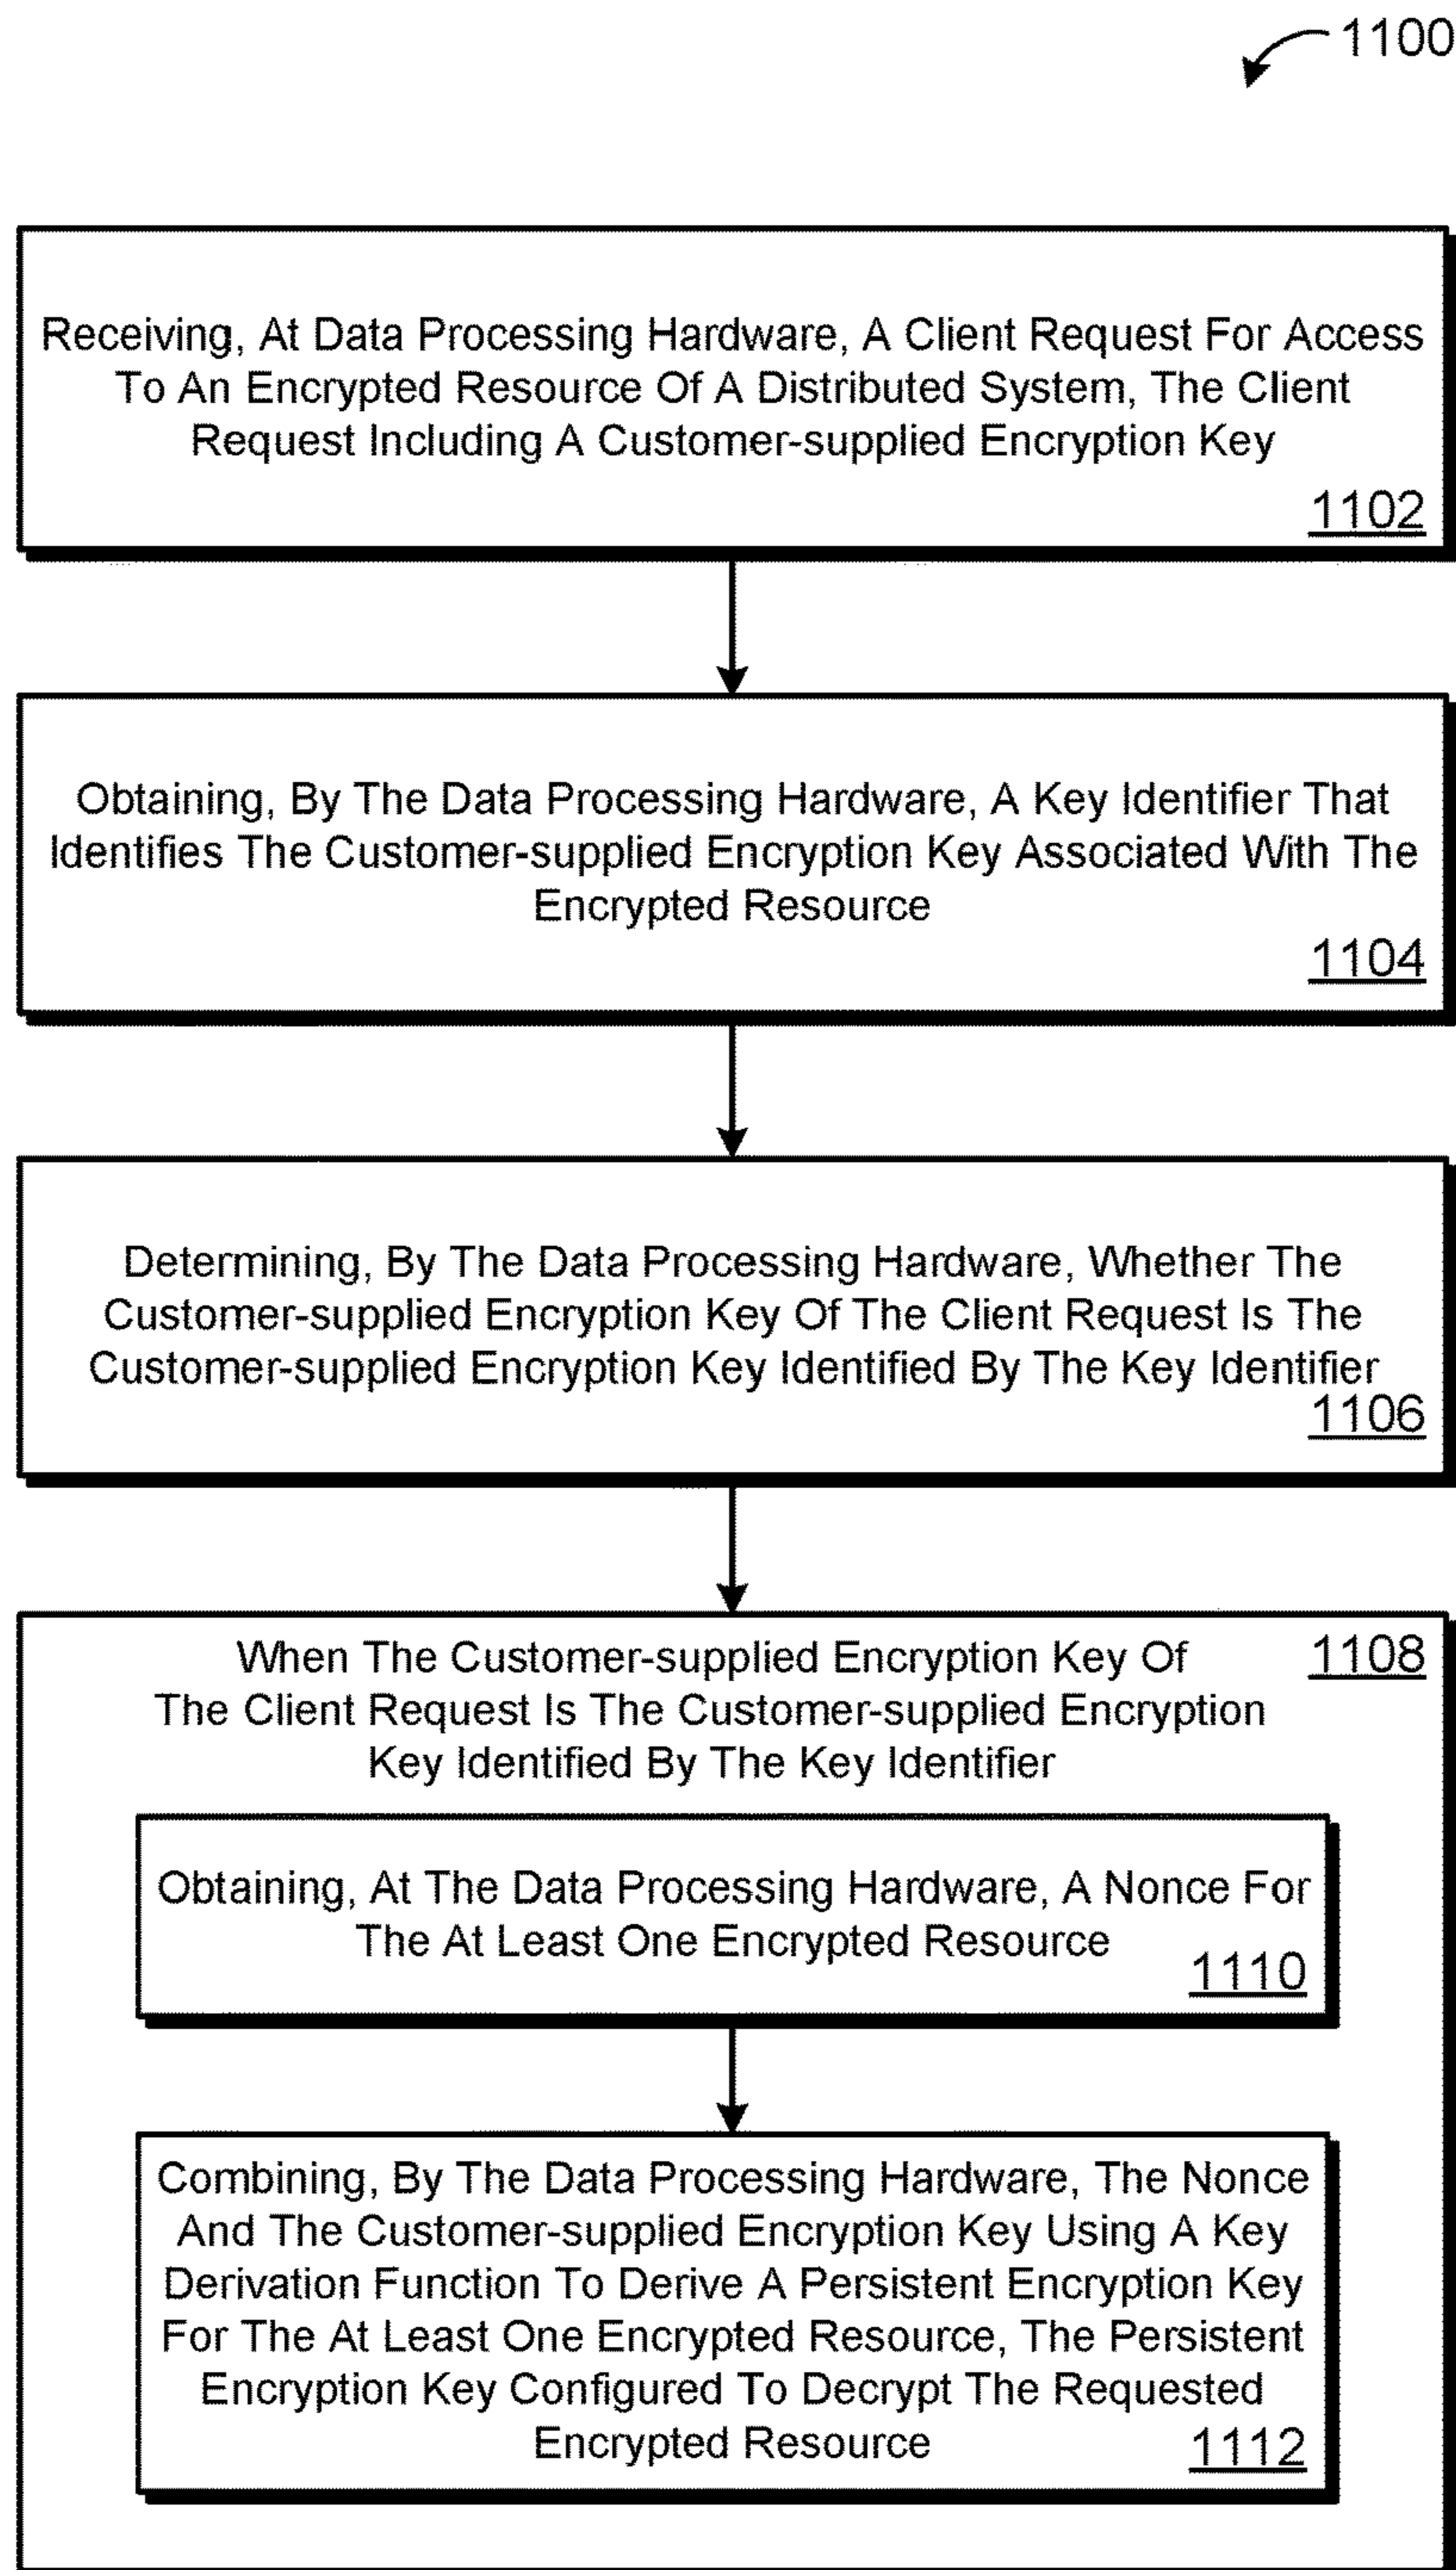 1100
Receiving, At Data Processing Hardware, A Client Request For Access
To An Encrypted Resource Of A Distributed System, The Client
Request Including A Customer-supplied Encryption Key
1102
Obtaining, By The Data Processing Hardware, A Key Identifier That
Identifies The Customer-supplied Encryption Key Associated With The
Encrypted Resource
1104
Determining, By The Data Processing Hardware, Whether The
Customer-supplied Encryption Key Of The Client Request Is The
Customer-supplied Encryption Key Identified By The Key Identifier
1106
When The Customer-supplied Encryption Key Of
1108
The Client Request Is The Customer-supplied Encryption
Key Identified By The Key Identifier
Obtaining, At The Data Processing Hardware, A Nonce For
The At Least One Encrypted Resource
1110
Combining, By The Data Processing Hardware, The Nonce
And The Customer-supplied Encryption Key Using A Key
Derivation Function To Derive A Persistent Encryption Key
For The At Least One Encrypted Resource, The Persistent
Encryption Key Configured To Decrypt The Requested
Encrypted Resource
1112